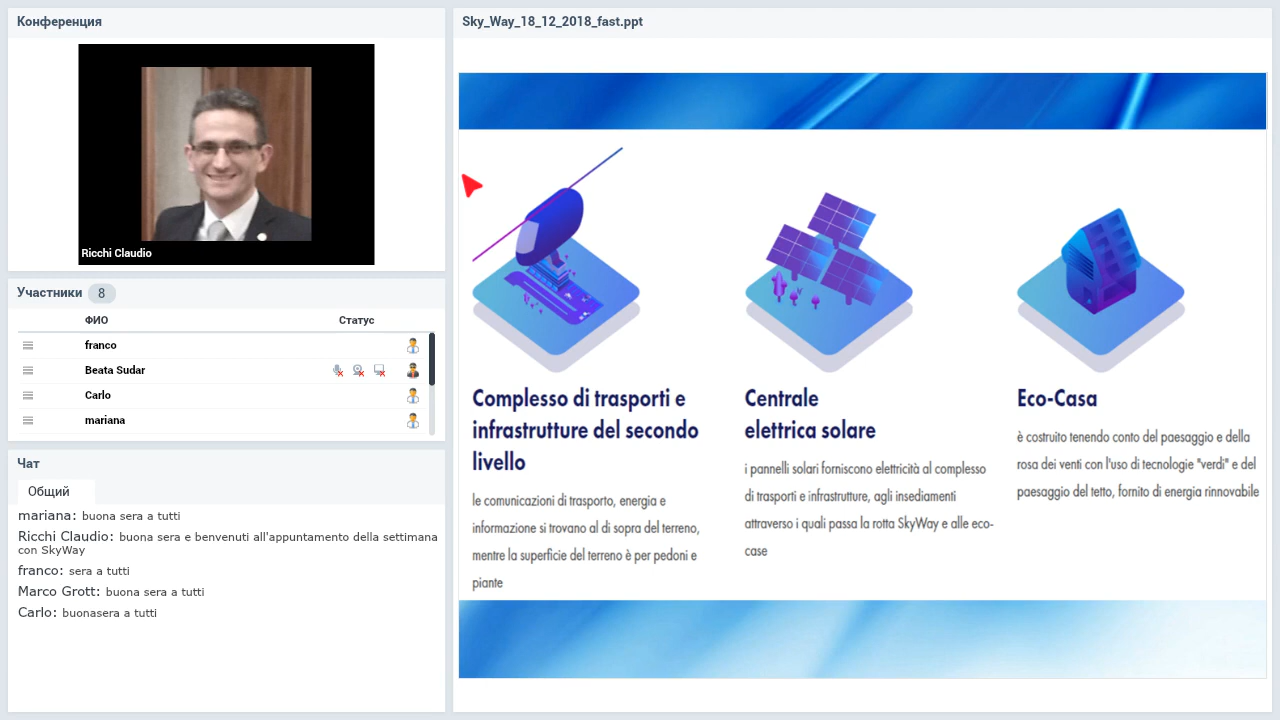 Конференция
Ricchi Claudio
Участники 8
ФИО Статус
franco
Beata Sudar
Carlo
mariana
Чат
Общий
mariana: buona sera a tutti
Ricchi Claudio: buona sera e benvenuti all'appuntamento della settimana
con SkyWay
franco: sera a tutti
Marco Grott: buona sera a tutti
Carlo: buonasera a tutti
Sky_Way_18_12_2018_fast.ppt
Complesso di trasporti e
infrastrutture del secondo
livello
le comunicazioni di trasporto, energia e
informazione si trovano al di sopra del terreno,
mentre la superficie del terreno è per pedoni e
piante
Centrale
elettrica solare
i pannelli solari forniscono elettricità al complesso
di trasporti e infrastrutture, agli insediamenti
attraverso i quali passa la rotta SkyWay e alle eco-
case
Eco-Casa
è costruito tenendo conto del paesaggio e della
rosa dei venti con l'uso di tecnologie "verdi" e del
paesaggio del tetto, fornito di energia rinnovabile